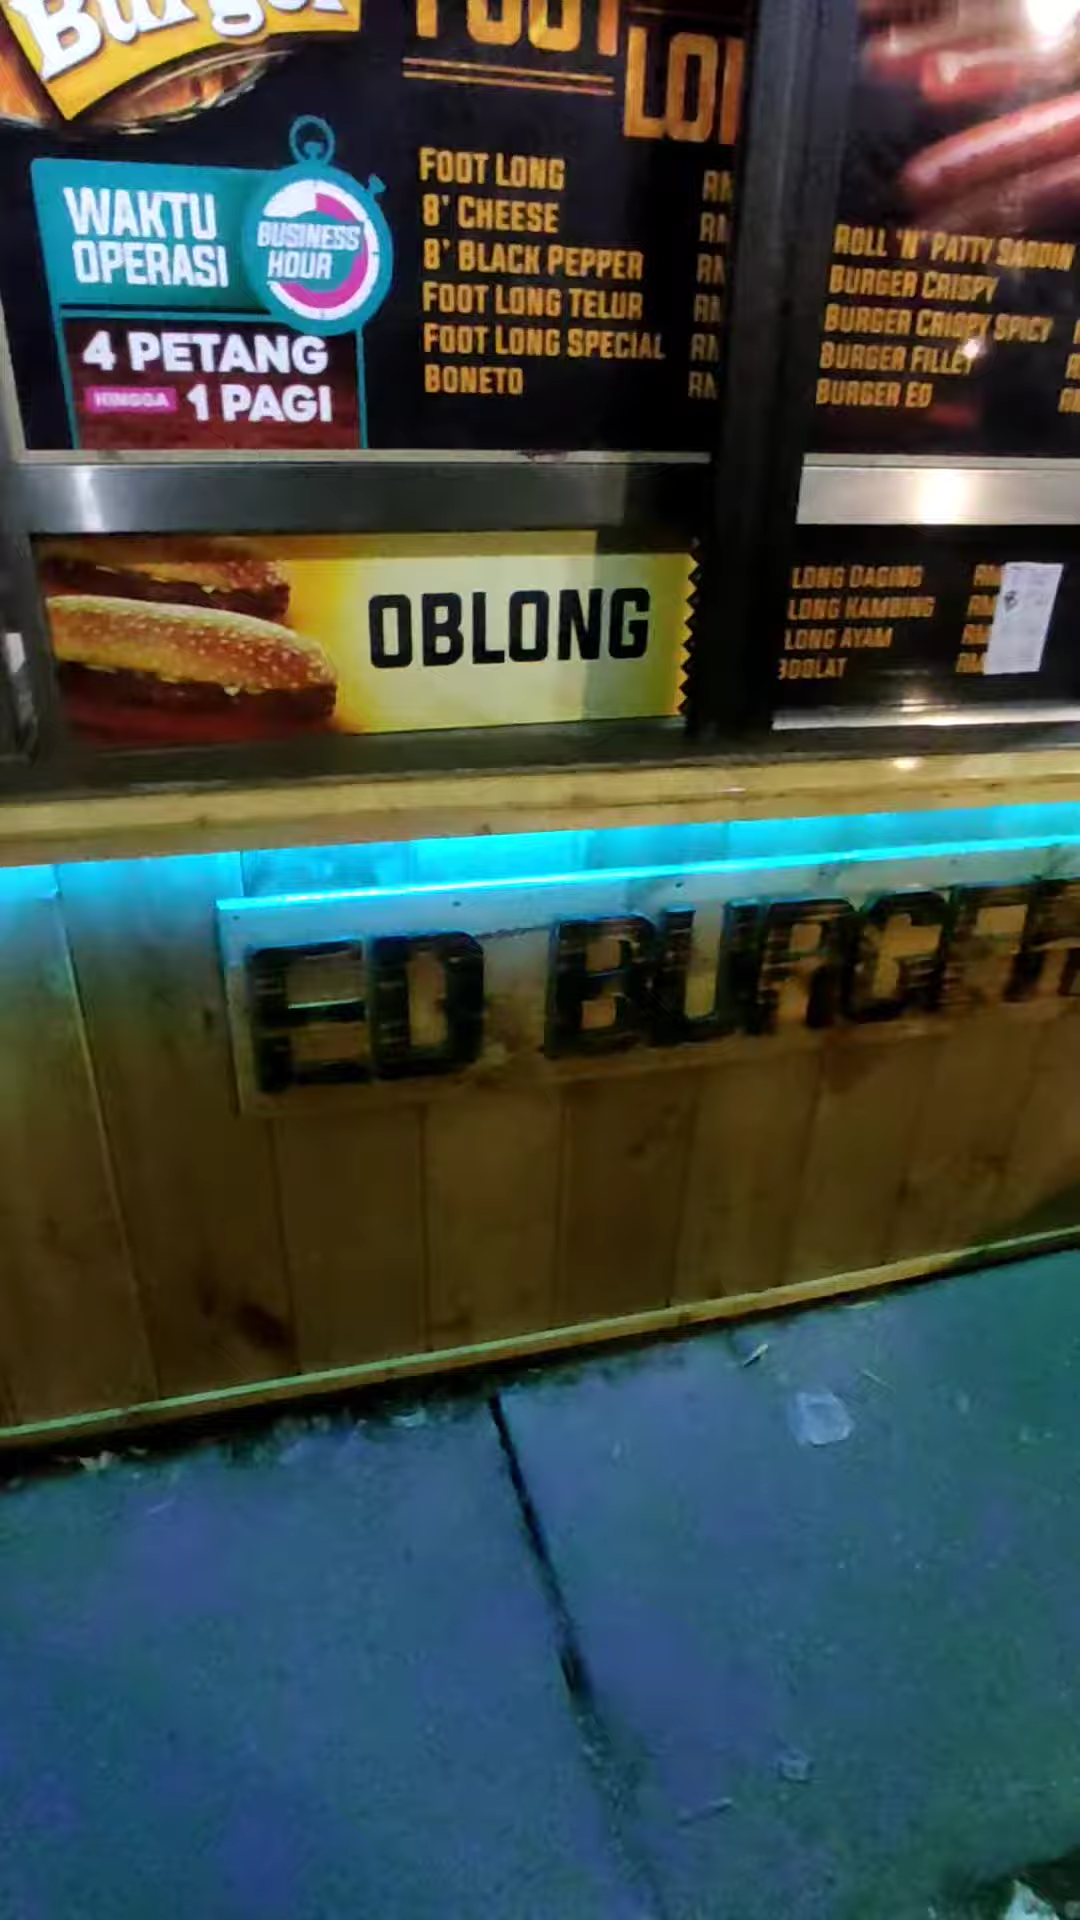 Burger
FOOT
LO
WAKTU
OPERASI
BUSINESS
HOUR
4 PETANG
HINGGA 1 PAGI
FOOT LONG
8' CHEESE
8' BLACK PEPPER
FOOT LONG TELUR
FOOT LONG SPECIAL
BONETO
ROLL 'N' PATTY SARDIN
BURGER CRISPY
BURGER CRISPY SPICY
BURGER FILLET
BURGER ED
OBLONG
LONG DAGING
LONG KAMBING
LONG AYAM
ED BURGER